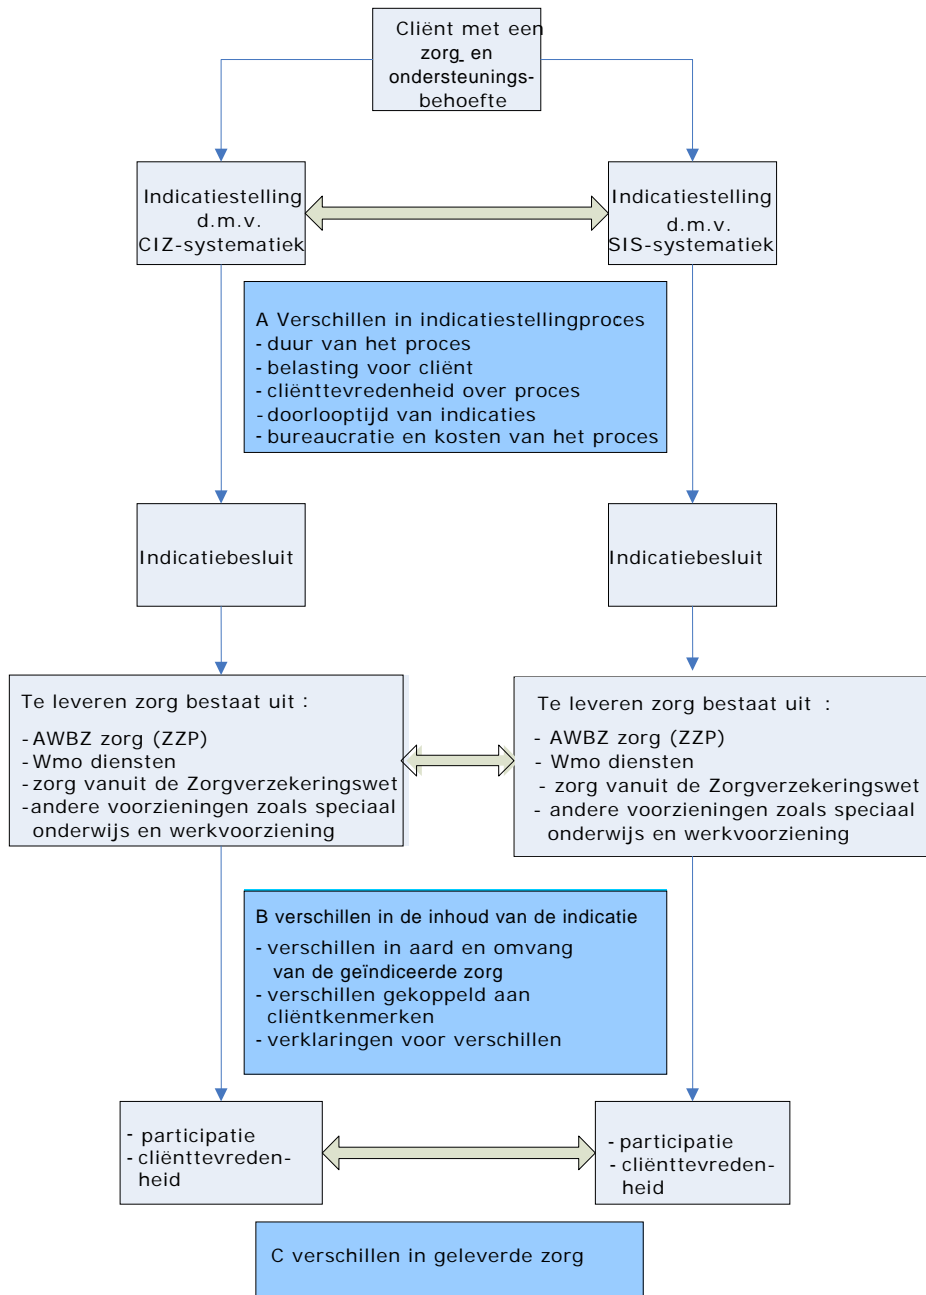 Cliënt met een
zorg- en
ondersteunings-
behoefte
Indicatiestelling
d.m.v.
CIZ-systematiek
Indicatiestelling
d.m.v.
SIS-systematiek
A Verschillen in indicatiestellingproces
- duur van het proces
- belasting voor cliënt
- cliënttevredenheid over proces
- doorlooptijd van indicaties
- bureaucratie en kosten van het proces
Indicatiebesluit
Indicatiebesluit
Te leveren zorg bestaat uit :
- AWBZ zorg (ZZP)
- Wmo diensten
- zorg vanuit de Zorgverzekeringswet
- andere voorzieningen zoals speciaal
onderwijs en werkvoorziening
Te leveren zorg bestaat uit :
- AWBZ zorg (ZZP)
- Wmo diensten
- zorg vanuit de Zorgverzekeringswet
- andere voorzieningen zoals speciaal
onderwijs en werkvoorziening
B verschillen in de inhoud van de indicatie
- verschillen in aard en omvang
van de geïndiceerde zorg
- verschillen gekoppeld aan
cliëntkenmerken
- verklaringen voor verschillen
- participatie
- cliënttevreden-
heid
- participatie
- cliënttevreden-
heid
C verschillen in geleverde zorg